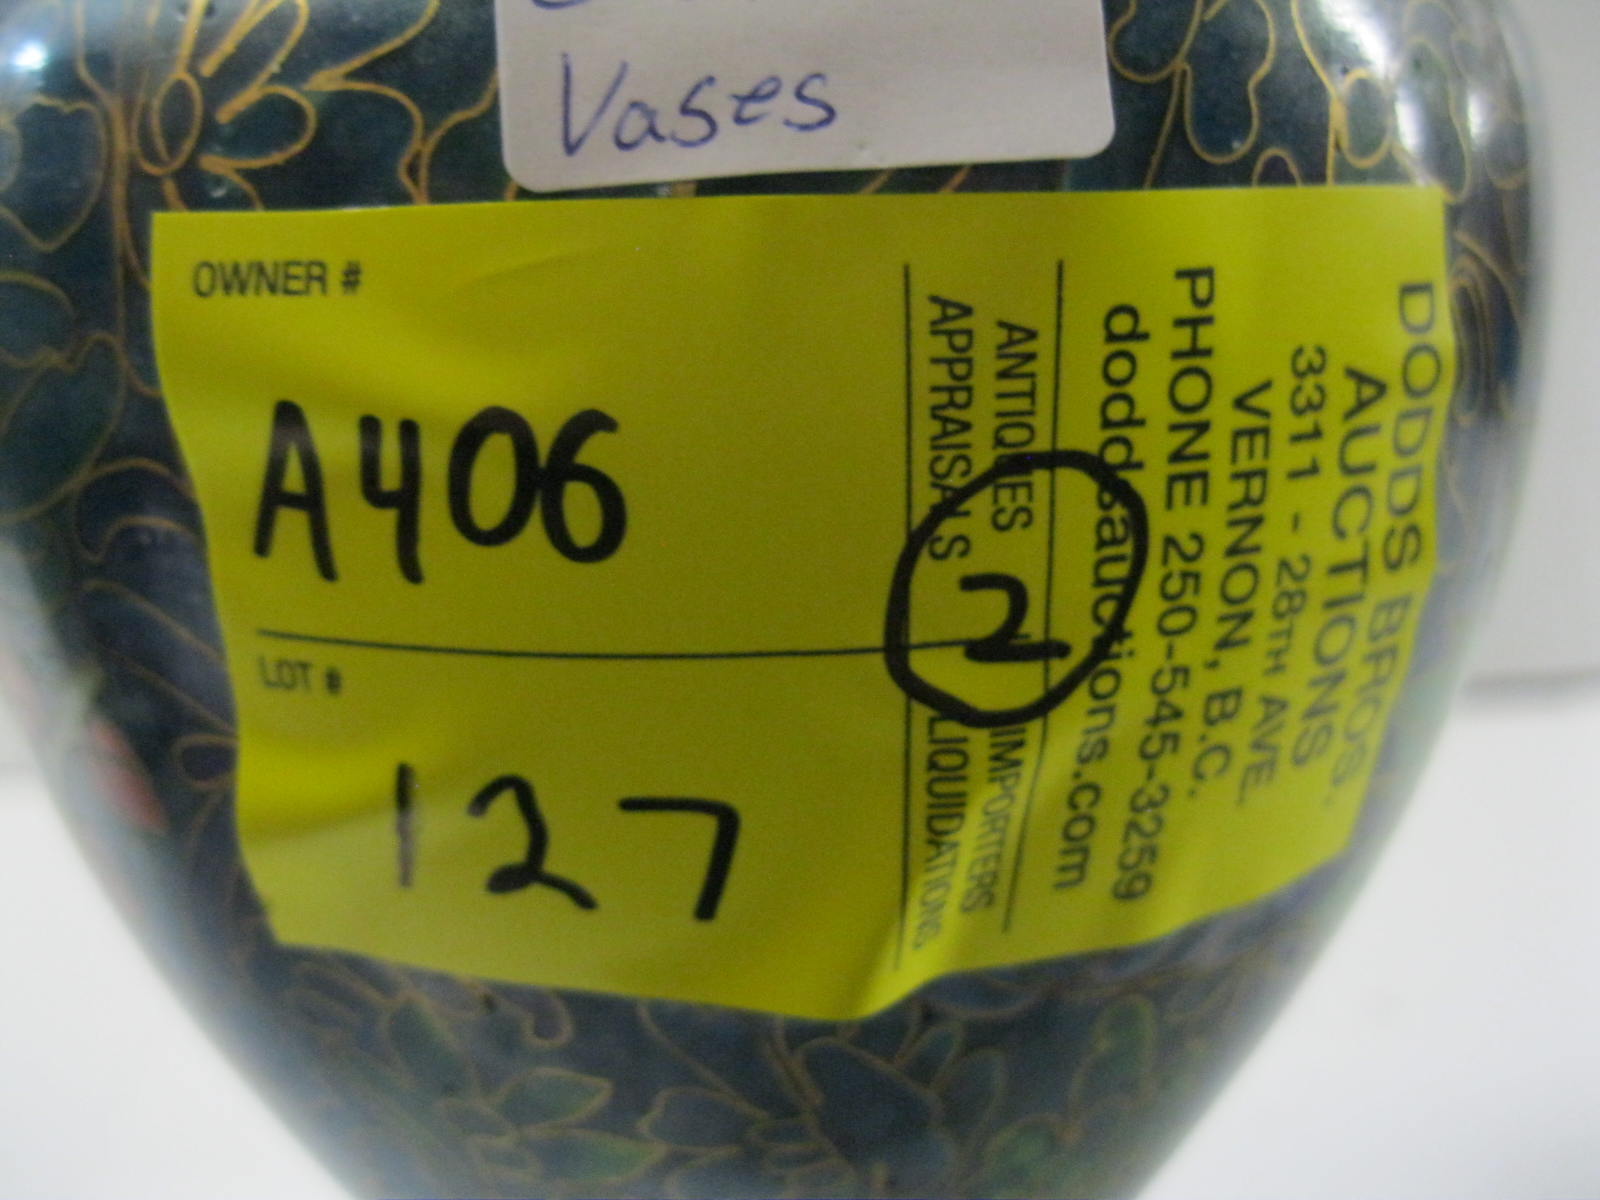 Vases
OWNER #
A406
LOT #
127
2
ANTIQUES IMPORTERS
APPRAISALS LIQUIDATIONS
DODDS BROS.
AUCTIONS
3311 - 28TH AVE.
VERNON, B.C.
PHONE 250-545-3259
doddsauctions.com